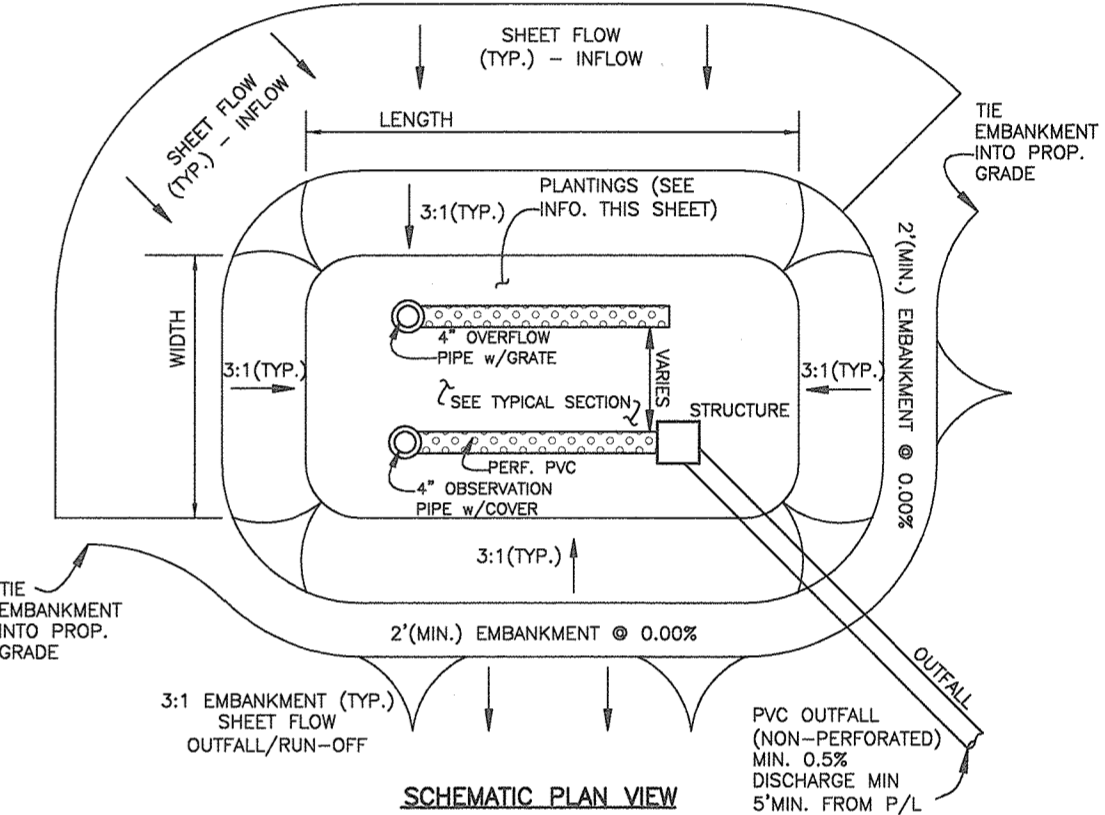 SHEET FLOW
(TYP.) - INFLOW
SHEET FLOW
(TYP.) - INFLOW
LENGTH
TIE
EMBANKMENT
INTO PROP.
GRADE
PLANTINGS (SEE
INFO. THIS SHEET)
3:1(TYP.)
2'(MIN.) EMBANKMENT @ 0.00%
WIDTH
4" OVERFLOW
PIPE w/GRATE
VARIES
3:1(TYP.)
3:1(TYP.)
SEE TYPICAL SECTION
STRUCTURE
PERF. PVC
4" OBSERVATION
PIPE w/COVER
3:1(TYP.)
TIE
EMBANKMENT
INTO PROP.
GRADE
2'(MIN.) EMBANKMENT @ 0.00%
OUTFALL
3:1 EMBANKMENT (TYP.)
SHEET FLOW
OUTFALL/RUN-OFF
PVC OUTFALL
(NON-PERFORATED)
MIN. 0.5%
DISCHARGE MIN
5'MIN. FROM P/L
SCHEMATIC PLAN VIEW